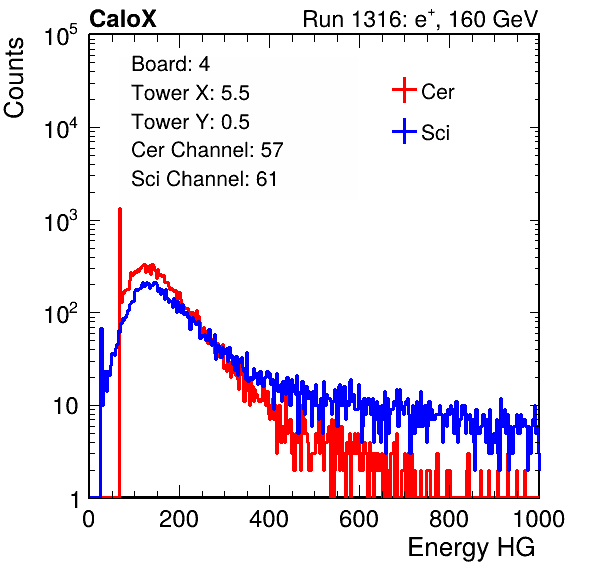 CaloX Run 1316: e⁺, 160 GeV
Counts
Board: 4
Tower X: 5.5
Tower Y: 0.5
Cer Channel: 57
Sci Channel: 61
Cer
Sci
10⁵
10⁴
10³
10²
10
1
0 200 400 600 800 1000
Energy HG